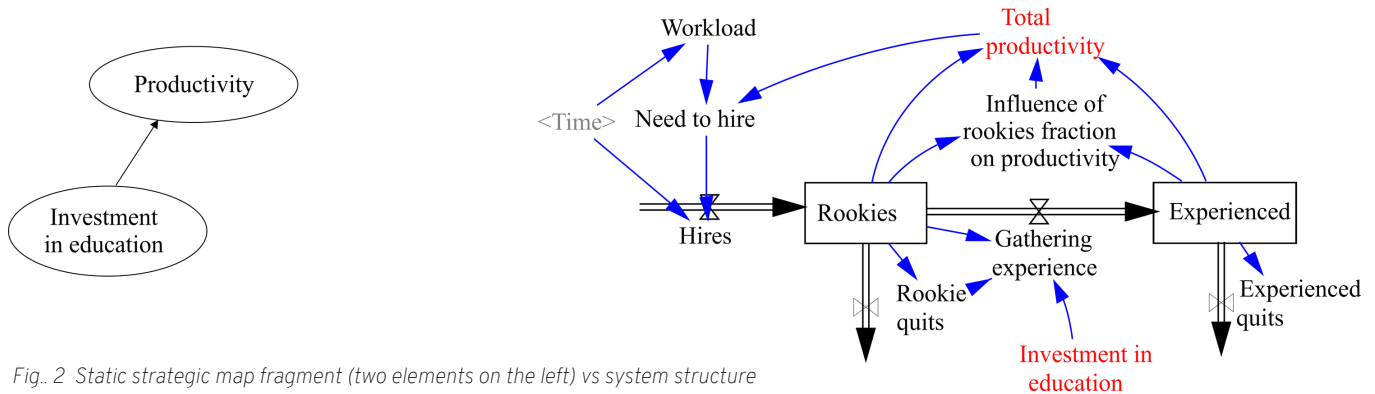 Productivity
Investment
in education
Workload
<Time>
Need to hire
Hires
Rookies
Rookie
quits
Gathering
experience
Investment in
education
Total
productivity
Influence of
rookies fraction
on productivity
Experienced
Experienced
quits
Fig.. 2 Static strategic map fragment (two elements on the left) vs system structure